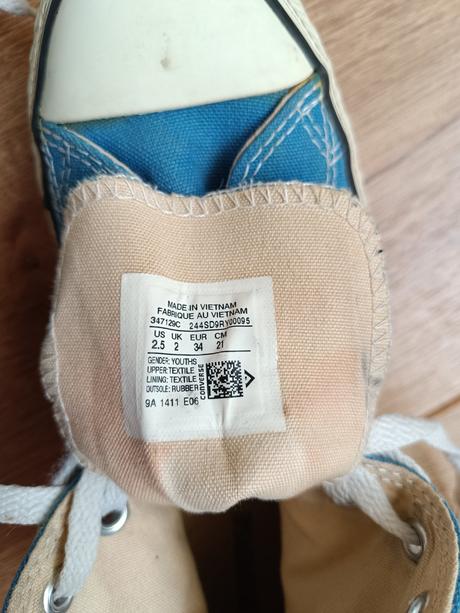 MADE IN VIETNAM
FABRIQUE AU VIETNAM
347129C 244SD9RY00095
US UK EUR CM
2.5 2 34 21
GENDER: YOUTHS
UPPER: TEXTILE
LINING: TEXTILE
OUTSOLE: RUBBER
CONVERSE
9A 1411 E06